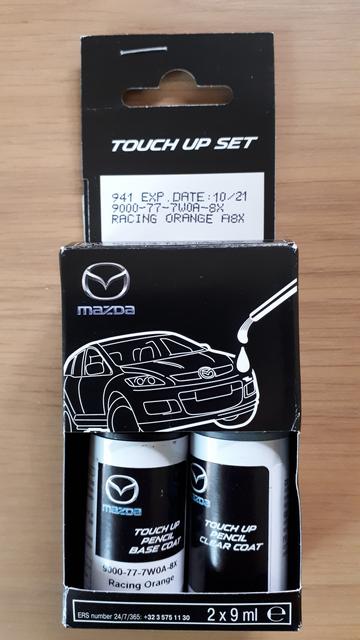 TOUCH UP SET
941 EXP.DATE:10/21
9000-77-7W0A-8X
RACING ORANGE A8X
mazda
mazda
TOUCH UP
PENCIL
BASE COAT
9000-77-7W0A-8X
Racing Orange
mazda
TOUCH UP
PENCIL
CLEAR COAT
ERS number 24/7/365: +32 3 575 11 30
2 x 9 ml e